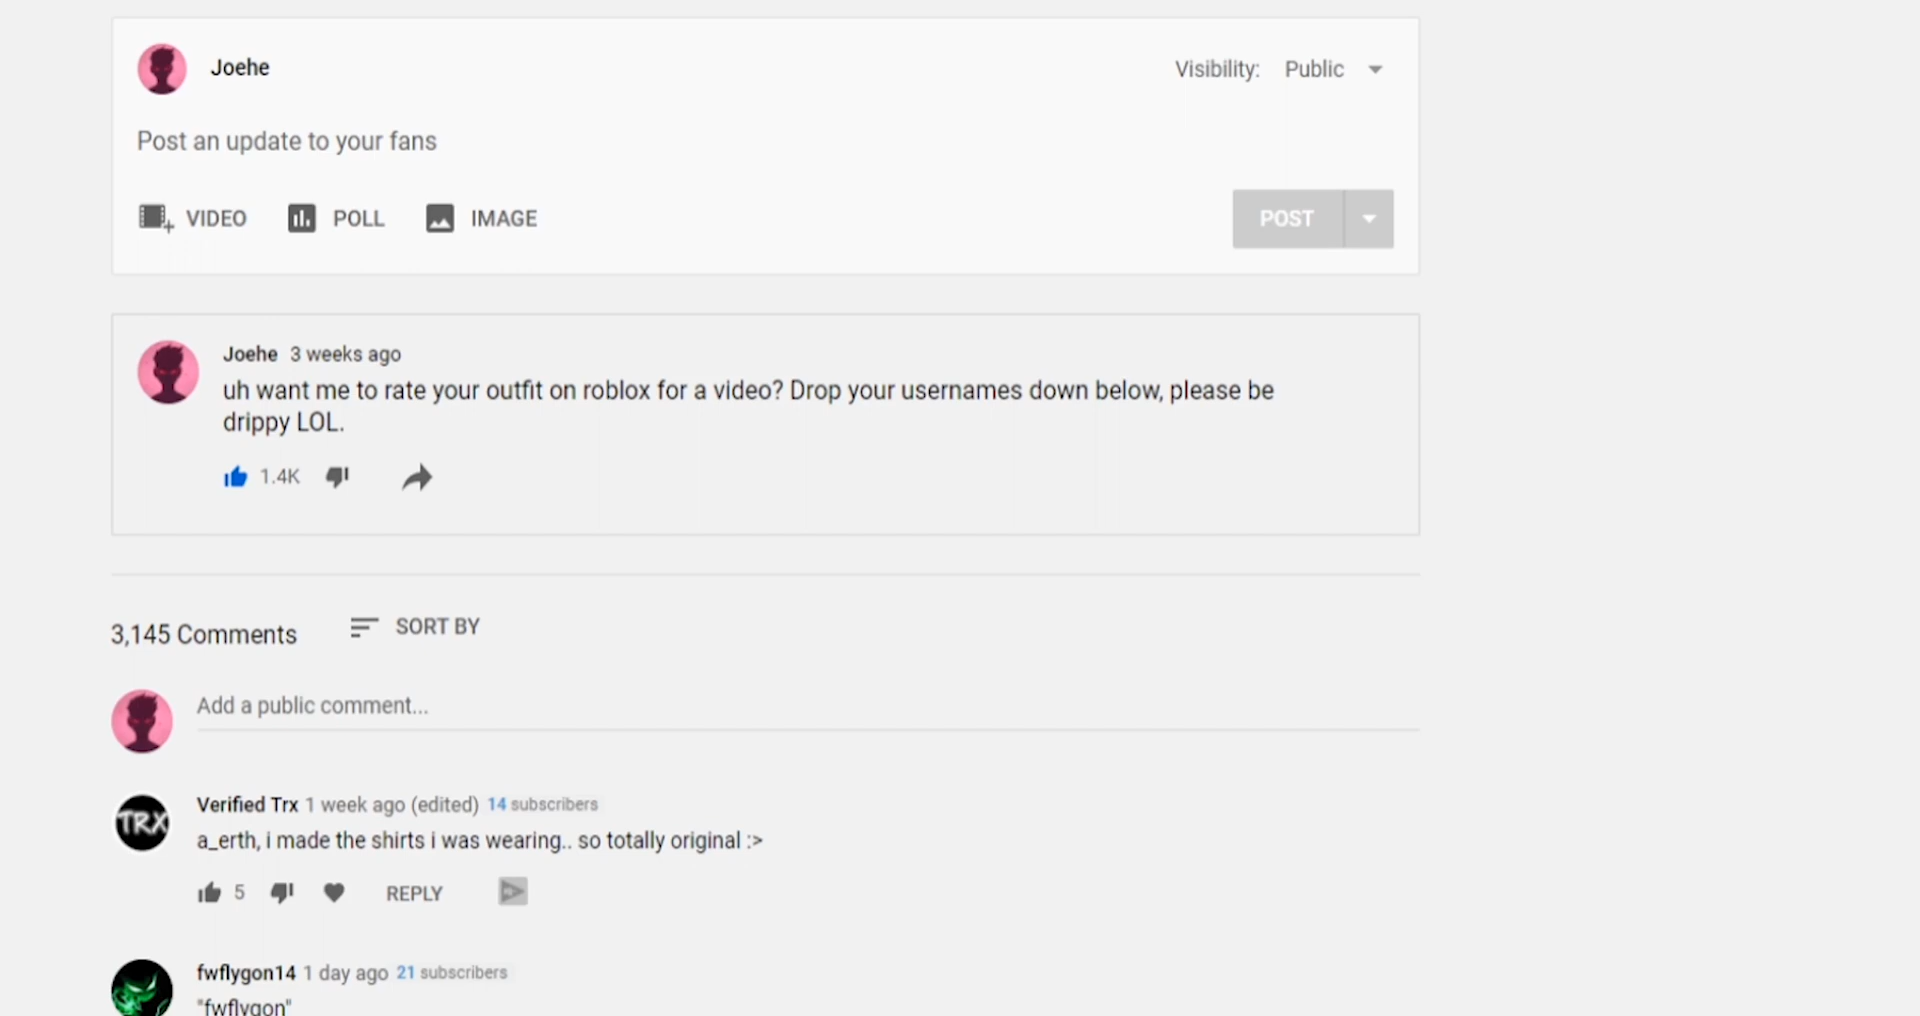 Joehe
Visibility: Public
Post an update to your fans
VIDEO POLL IMAGE POST
Joehe 3 weeks ago
uh want me to rate your outfit on roblox for a video? Drop your usernames down below, please be
drippy LOL.
1.4K
3,145 Comments SORT BY
Add a public comment...
TRX
Verified Trx 1 week ago (edited) 14 subscribers
a_erth, i made the shirts i was wearing.. so totally original :>
5 REPLY
fwflygon14 1 day ago 21 subscribers
"fwflygon"